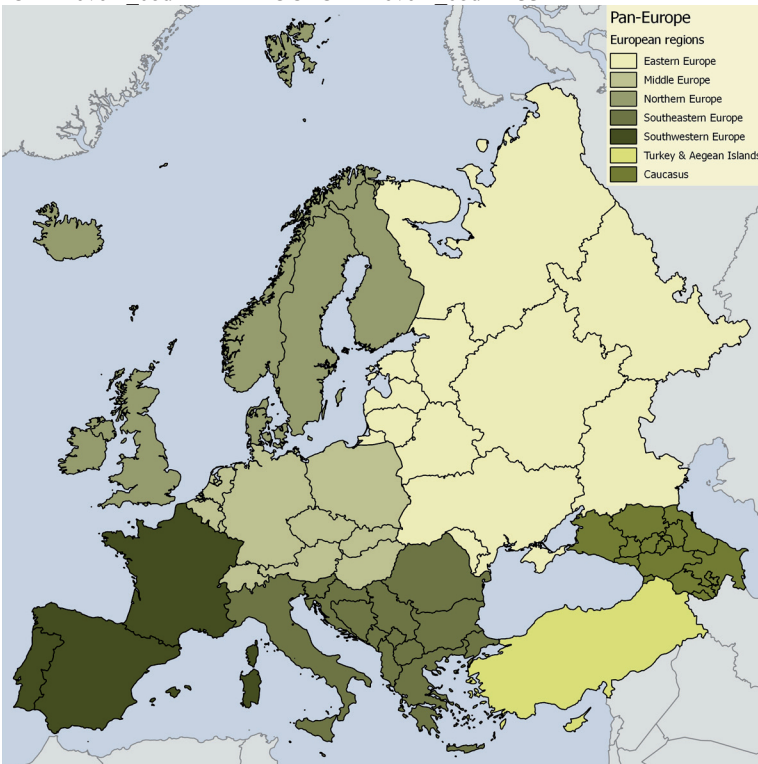 Pan-Europe
European regions
Eastern Europe
Middle Europe
Northern Europe
Southeastern Europe
Southwestern Europe
Turkey & Aegean Islands
Caucasus